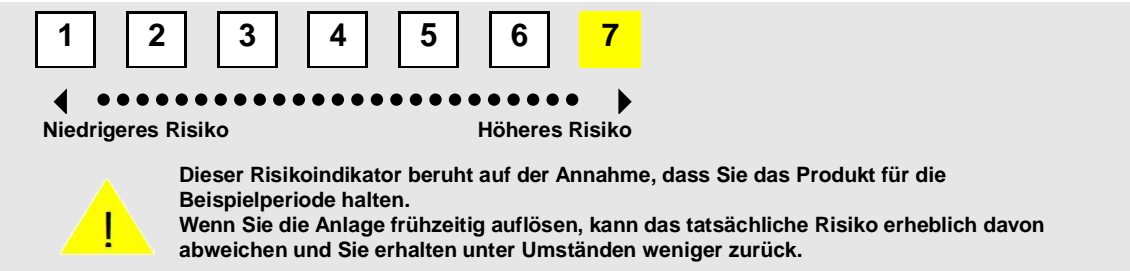 1 2 3 4 5 6 7
Niedrigeres Risiko Höheres Risiko
Dieser Risikoindikator beruht auf der Annahme, dass Sie das Produkt für die
Beispielperiode halten.
Wenn Sie die Anlage frühzeitig auflösen, kann das tatsächliche Risiko erheblich davon
abweichen und Sie erhalten unter Umständen weniger zurück.
!